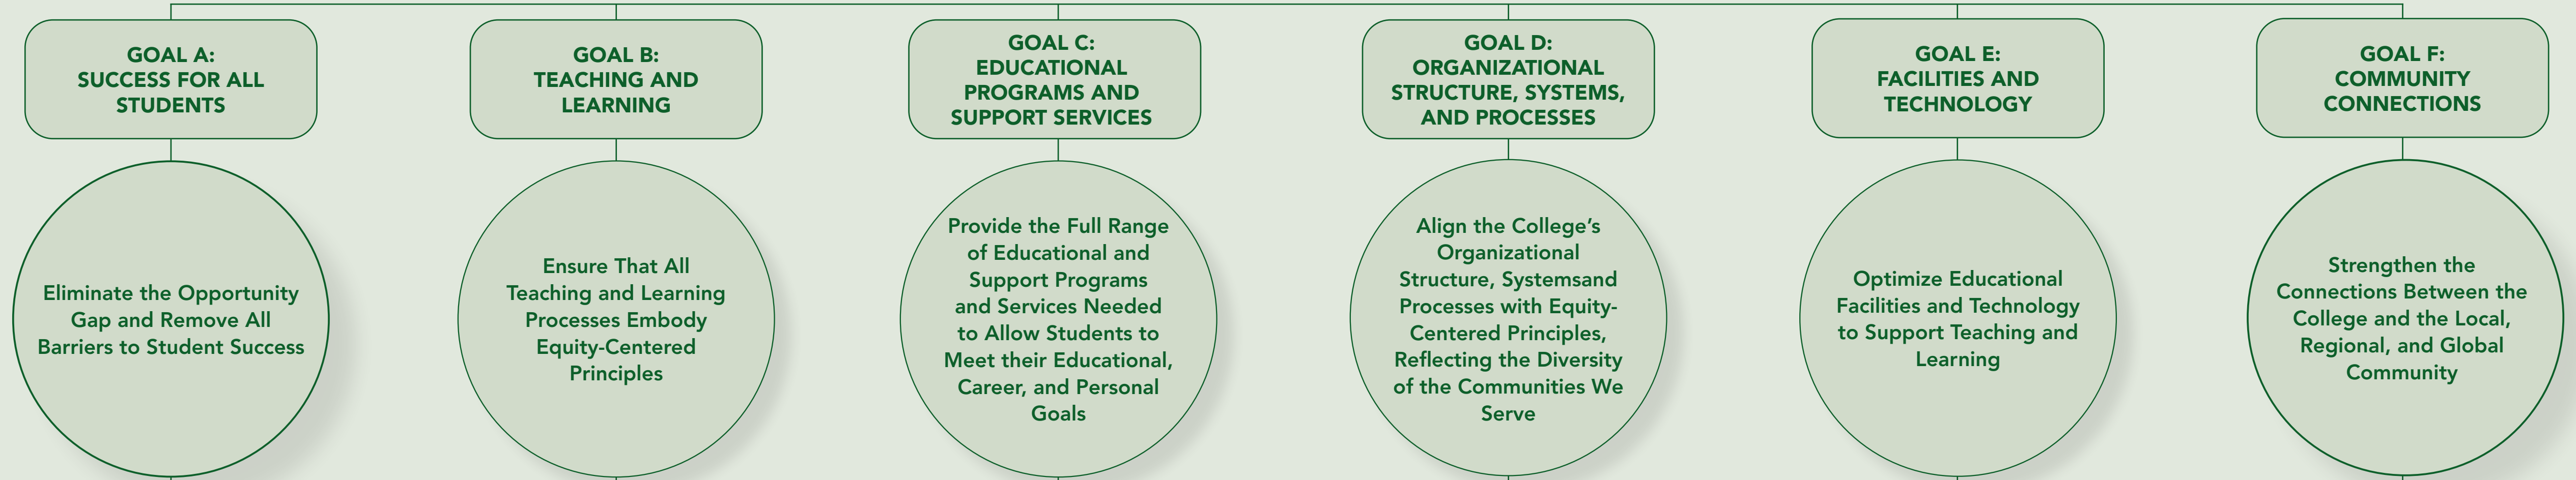 GOAL A:
SUCCESS FOR ALL
STUDENTS
Eliminate the Opportunity
Gap and Remove All
Barriers to Student Success
GOAL B:
TEACHING AND
LEARNING
Ensure That All
Teaching and Learning
Processes Embody
Equity-Centered
Principles
GOAL C:
EDUCATIONAL
PROGRAMS AND
SUPPORT SERVICES
Provide the Full Range
of Educational and
Support Programs
and Services Needed
to Allow Students to
Meet their Educational,
Career, and Personal
Goals
GOAL D:
ORGANIZATIONAL
STRUCTURE, SYSTEMS,
AND PROCESSES
Align the College’s
Organizational
Structure, Systemsand
Processes with Equity-
Centered Principles,
Reflecting the Diversity
of the Communities We
Serve
GOAL E:
FACILITIES AND
TECHNOLOGY
Optimize Educational
Facilities and Technology
to Support Teaching and
Learning
GOAL F:
COMMUNITY
CONNECTIONS
Strengthen the
Connections Between the
College and the Local,
Regional, and Global
Community